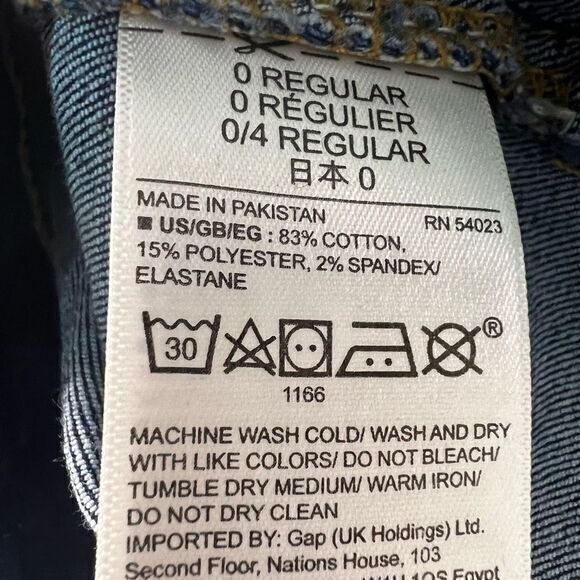 0 REGULAR
0 RÉGULIER
0/4 REGULAR
日本 0
MADE IN PAKISTAN RN 54023
US/GB/EG : 83% COTTON,
15% POLYESTER, 2% SPANDEX/
ELASTANE
30
®
1166
MACHINE WASH COLD/ WASH AND DRY
WITH LIKE COLORS/ DO NOT BLEACH/
TUMBLE DRY MEDIUM/ WARM IRON/
DO NOT DRY CLEAN
IMPORTED BY: Gap (UK Holdings) Ltd.
Second Floor, Nations House, 103
Egypt